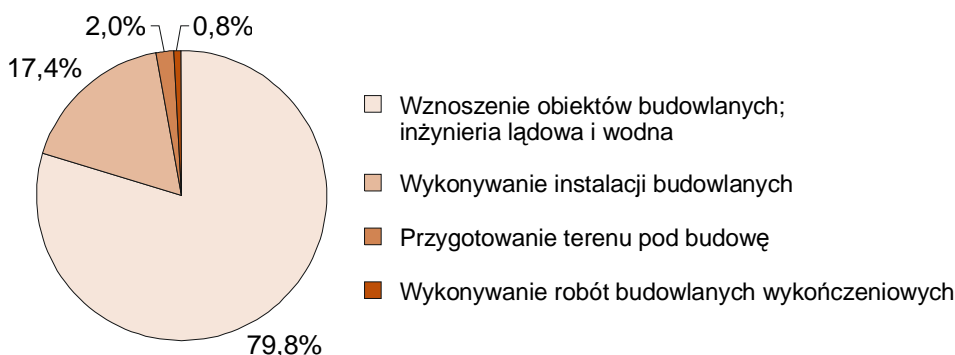 2,0%
0,8%
17,4%
Wznoszenie obiektów budowlanych;
inżynieria lądowa i wodna
Wykonywanie instalacji budowlanych
Przygotowanie terenu pod budowę
Wykonywanie robót budowlanych wykończeniowych
79,8%